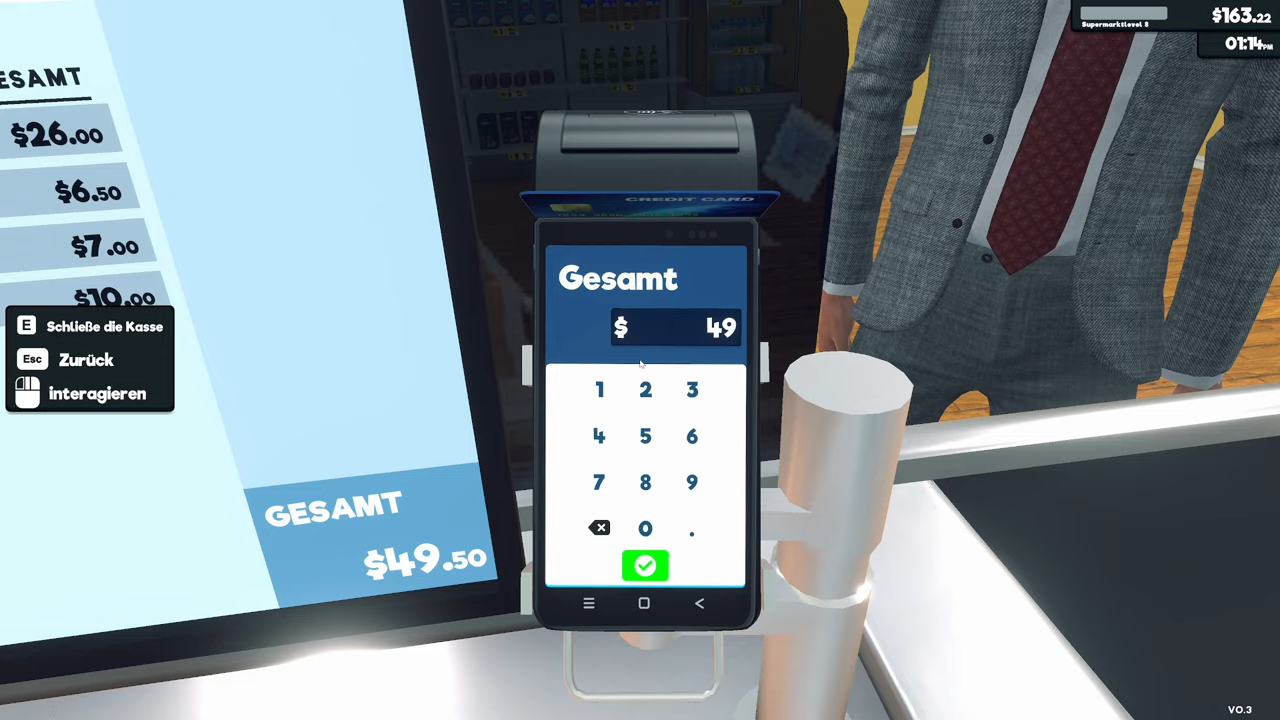 ESAMT
$26.00
$6.50
$7.00
$10.00
E Schließe die Kasse
Esc Zurück
interagieren
GESAMT
$49.50
CREDIT CARD
Gesamt
$ 49
1 2 3
4 5 6
7 8 9
0 .
$163.22
Supermarktlevel 8
01:14PM
V0.3